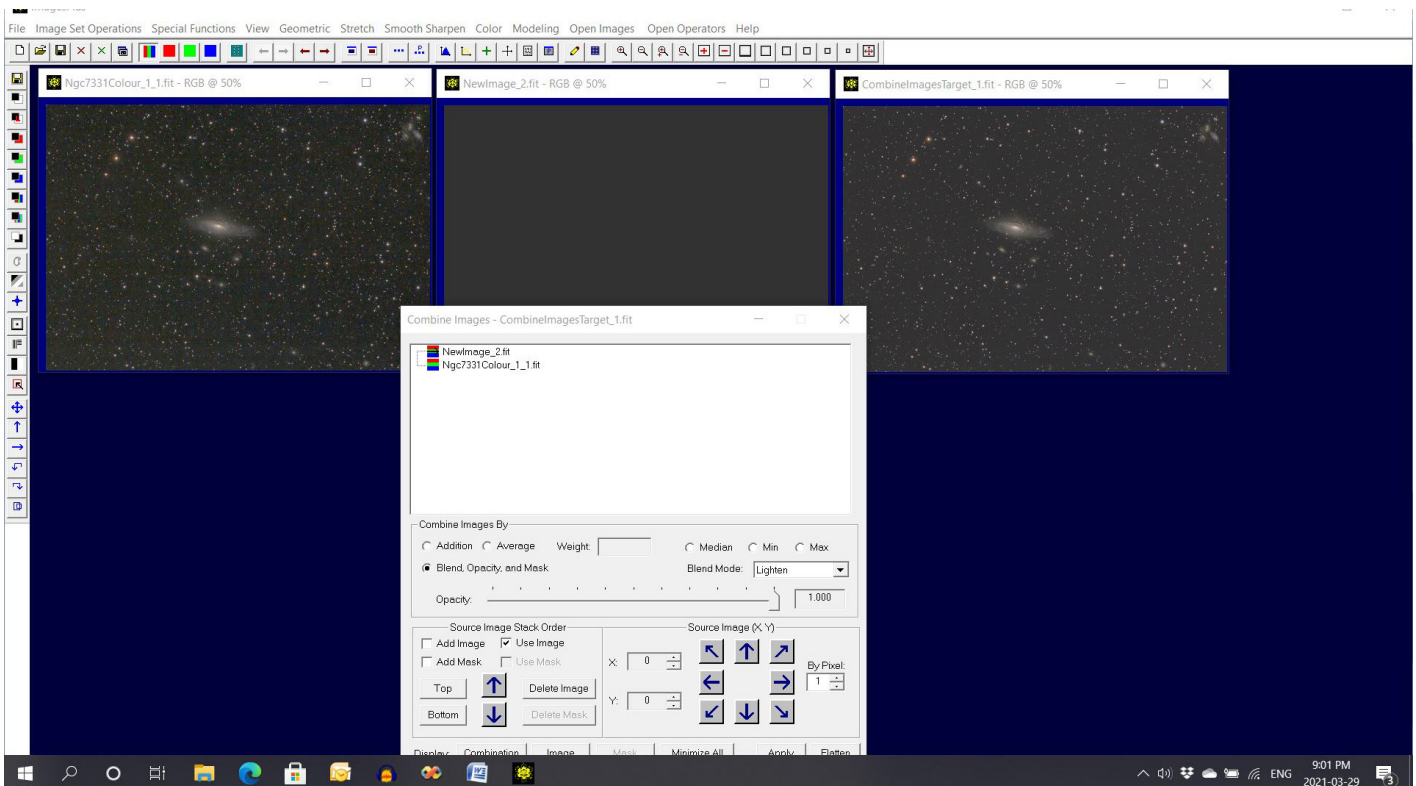 File Image Set Operations Special Functions View Geometric Stretch Smooth Sharpen Color Modeling Open Images Open Operators Help
Ngc7331Colour_1_1.fit - RGB @ 50%
NewImage_2.fit - RGB @ 50%
CombineImagesTarget_1.fit - RGB @ 50%
Combine Images - CombineImagesTarget_1.fit
NewImage_2.fit
Ngc7331Colour_1_1.fit
Combine Images By
Addition Average Weight: Median Min Max
Blend, Opacity, and Mask Blend Mode: Lighten
Opacity: 1.000
Source Image Stack Order Source Image (X Y)
Add Image Use Image
Add Mask Use Mask X: 0 By Pixel:
Top Delete Image 1
Bottom Delete Mask Y: 0
Display: Combination Image Mask Minimize All Apply Flatten
ENG 9:01 PM
2021-03-29
3